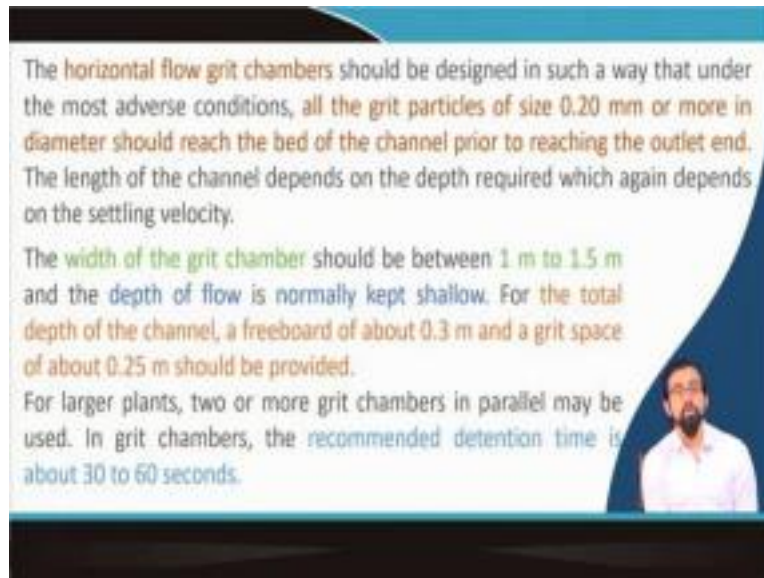 The horizontal flow grit chambers should be designed in such a way that under
the most adverse conditions, all the grit particles of size 0.20 mm or more in
diameter should reach the bed of the channel prior to reaching the outlet end.
The length of the channel depends on the depth required which again depends
on the settling velocity.
The width of the grit chamber should be between 1 m to 1.5 m
and the depth of flow is normally kept shallow. For the total
depth of the channel, a freeboard of about 0.3 m and a grit space
of about 0.25 m should be provided.
For larger plants, two or more grit chambers in parallel may be
used. In grit chambers, the recommended detention time is
about 30 to 60 seconds.